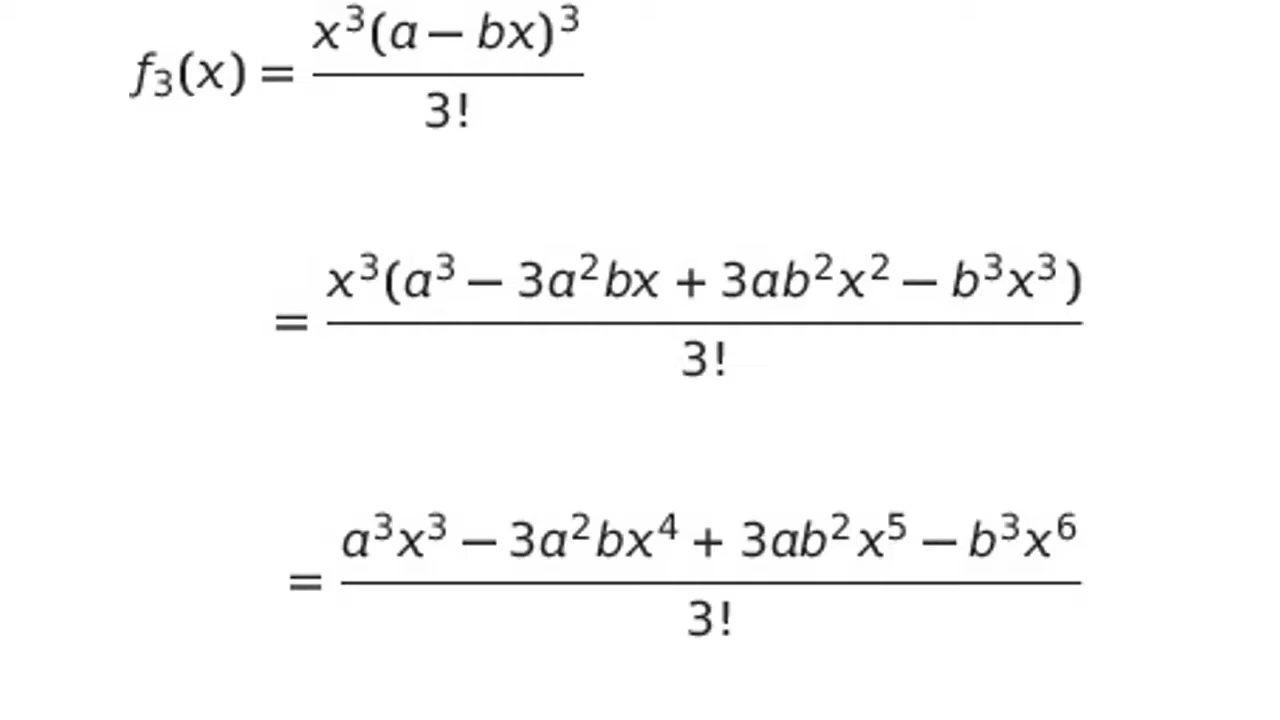 f₃(x) = x³(a − bx)³ / 3!
= x³(a³ − 3a²bx + 3ab²x² − b³x³) / 3!
= a³x³ − 3a²bx⁴ + 3ab²x⁵ − b³x⁶ / 3!